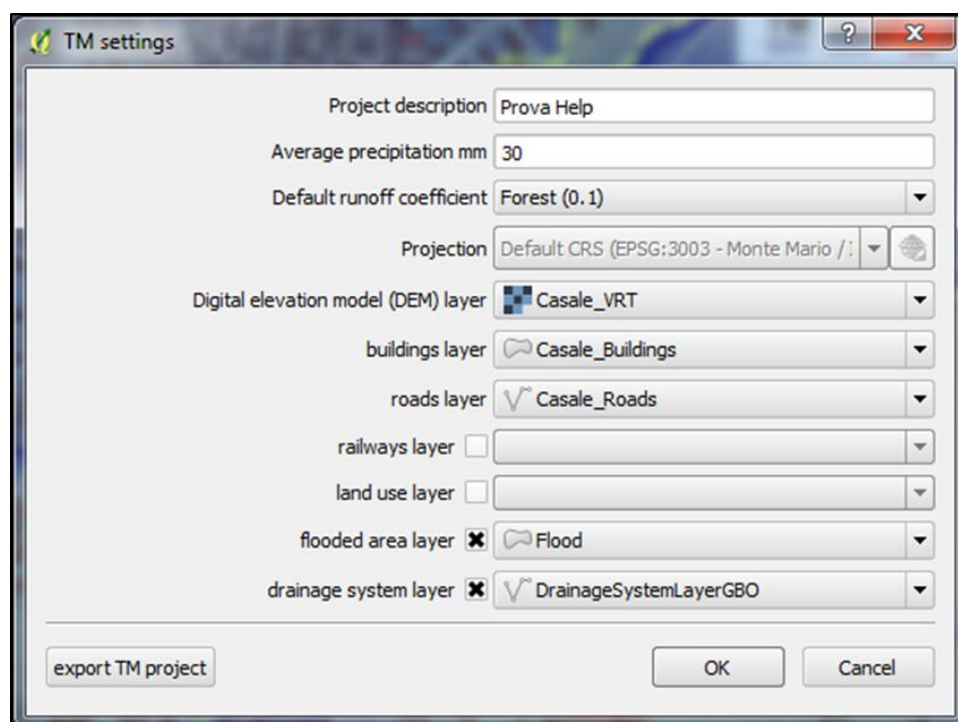 TM settings
Project description Prova Help
Average precipitation mm 30
Default runoff coefficient Forest (0.1)
Projection Default CRS (EPSG:3003 - Monte Mario /
Digital elevation model (DEM) layer Casale_VRT
buildings layer Casale_Buildings
roads layer Casale_Roads
railways layer
land use layer
flooded area layer Flood
drainage system layer DrainageSystemLayerGBO
export TM project OK Cancel